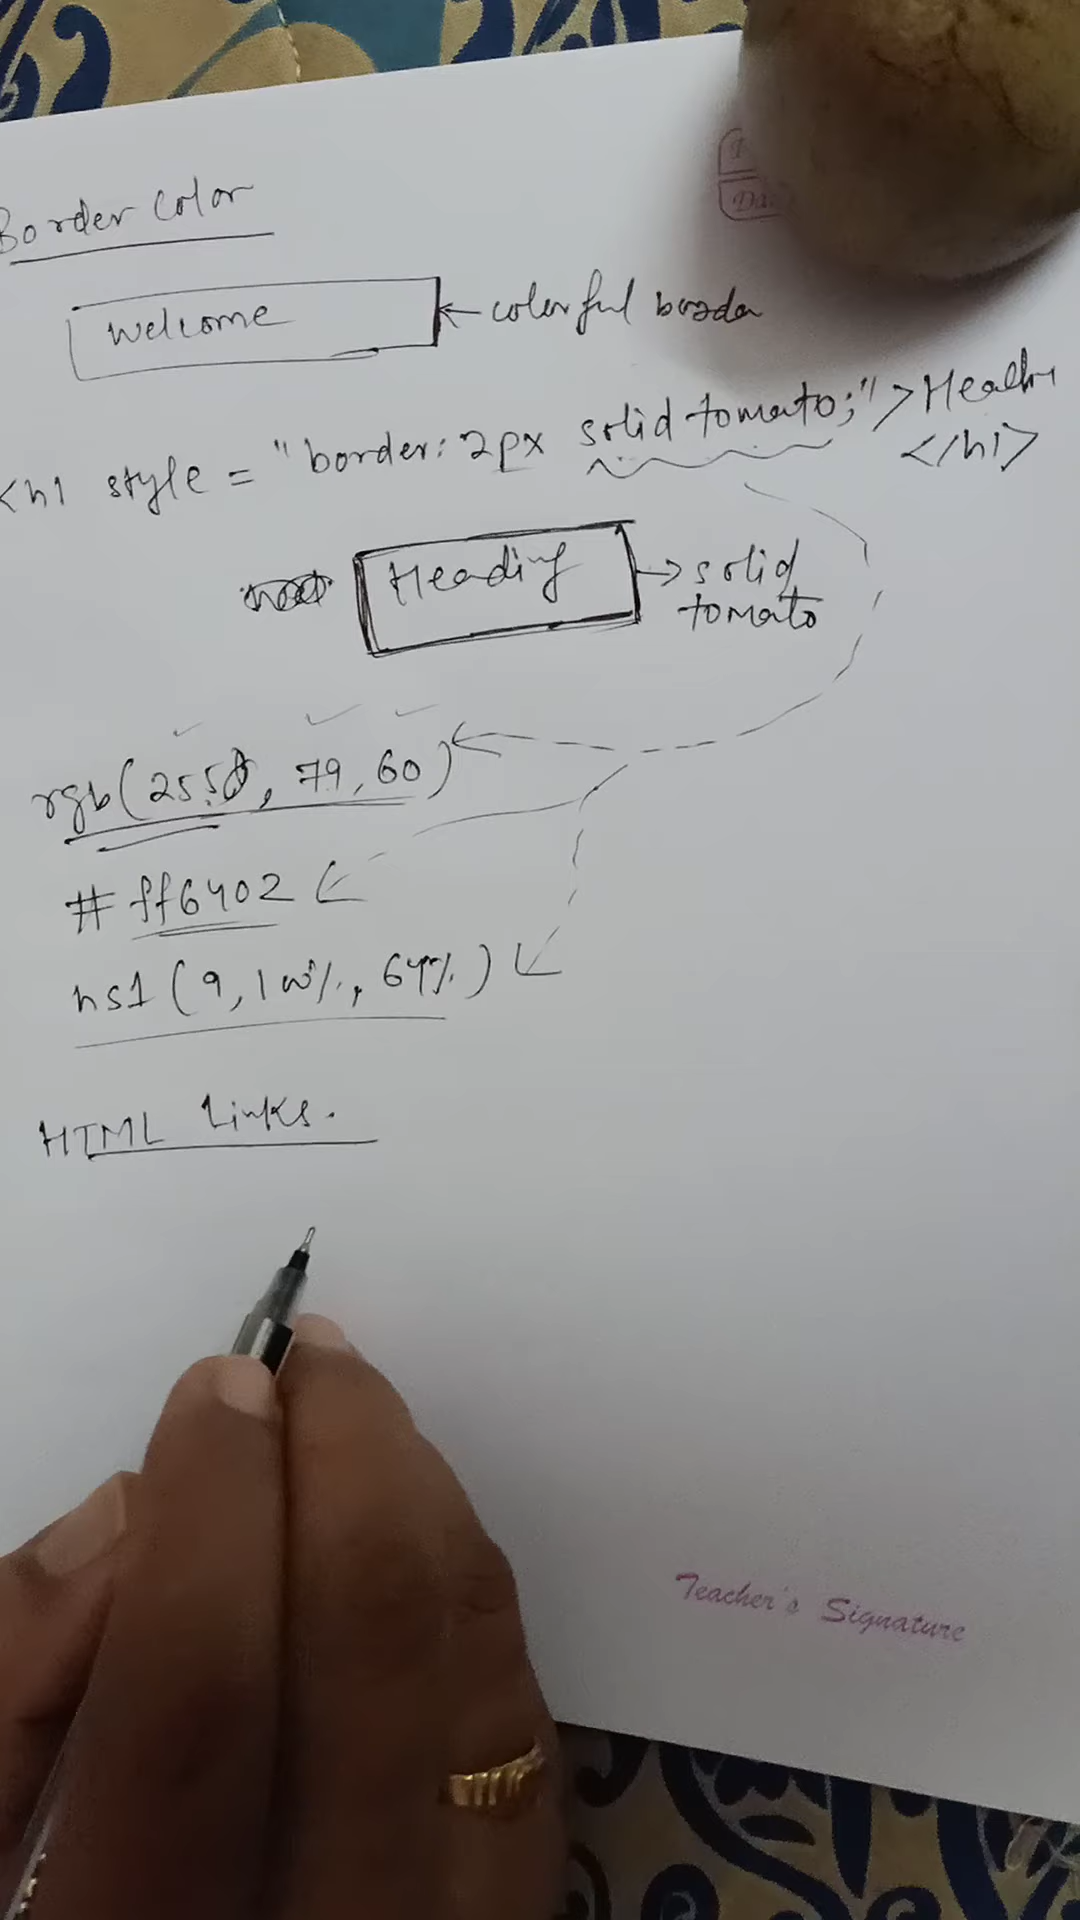 Border Color
Welcome ← colorful border
<h1 style = "border: 2px solid tomato;" > Heading
</h1>
Heading → solid
tomato
rgb(255, 79, 60)
#ff6402
hsl(9, 100%, 64%)
HTML Links.
Teacher's Signature